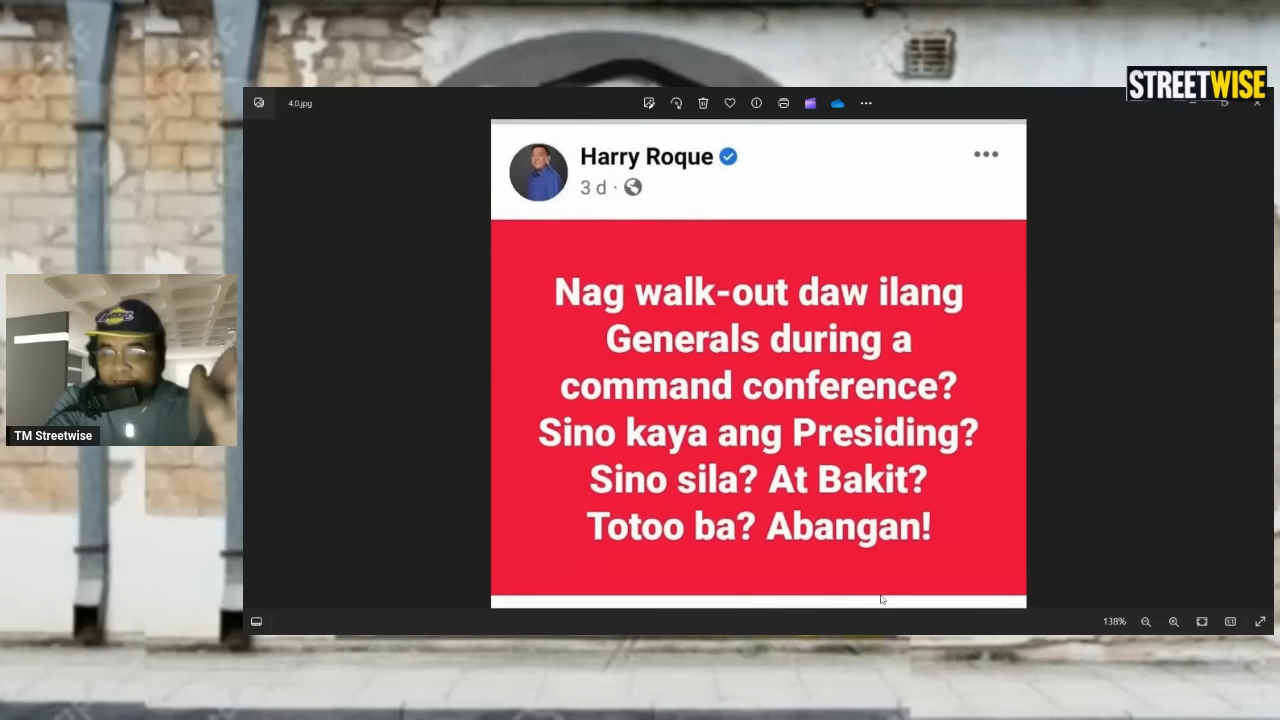 STREETWISE
4.0.jpg
Harry Roque
3 d
Nag walk-out daw ilang
Generals during a
command conference?
Sino kaya ang Presiding?
Sino sila? At Bakit?
Totoo ba? Abangan!
TM Streetwise
138%